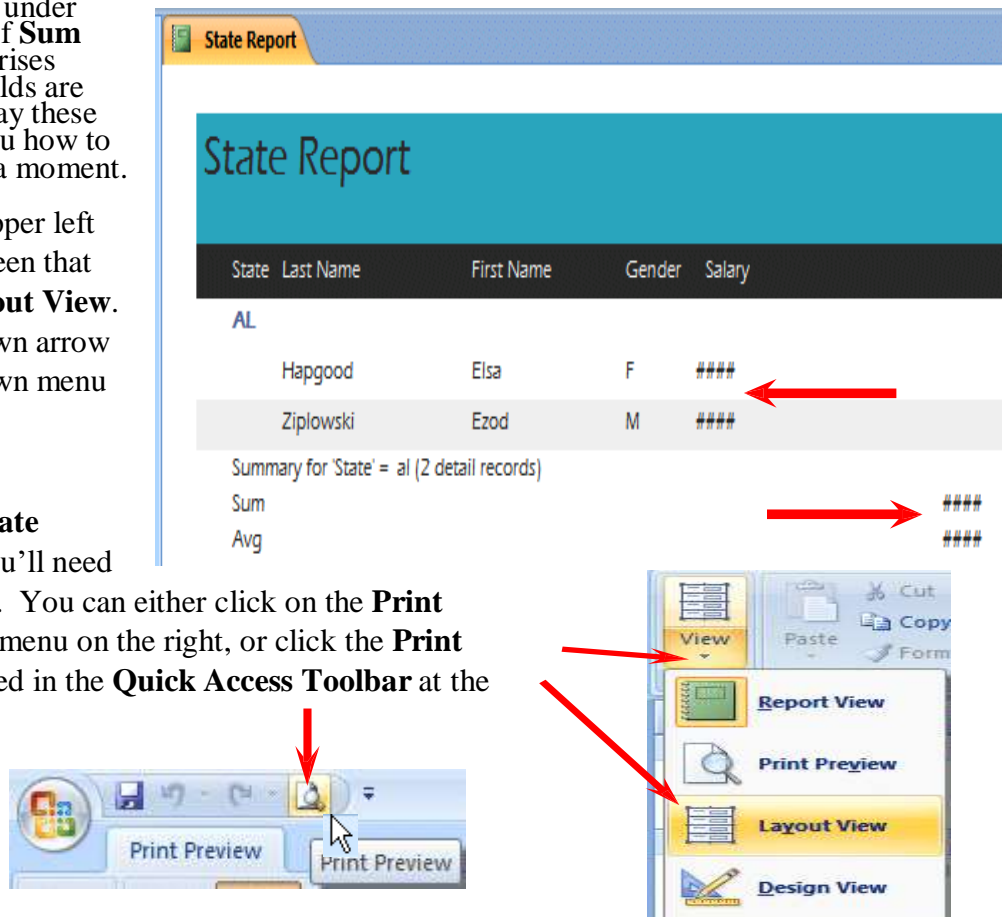 under
f Sum
rises
lds are
ay these
u how to
a moment.
oper left
een that
out View.
wn arrow
wn menu
State Report
State Report
State Last Name First Name Gender Salary
AL
Hapgood Elsa F ####
Ziplowski Ezod M ####
Summary for 'State' = al (2 detail records)
Sum ####
Avg ####
ate
u'll need
. You can either click on the Print
menu on the right, or click the Print
ed in the Quick Access Toolbar at the
View
Paste
Cut
Copy
Form
Report View
Print Preview
Layout View
Design View
Print Preview
Print Preview